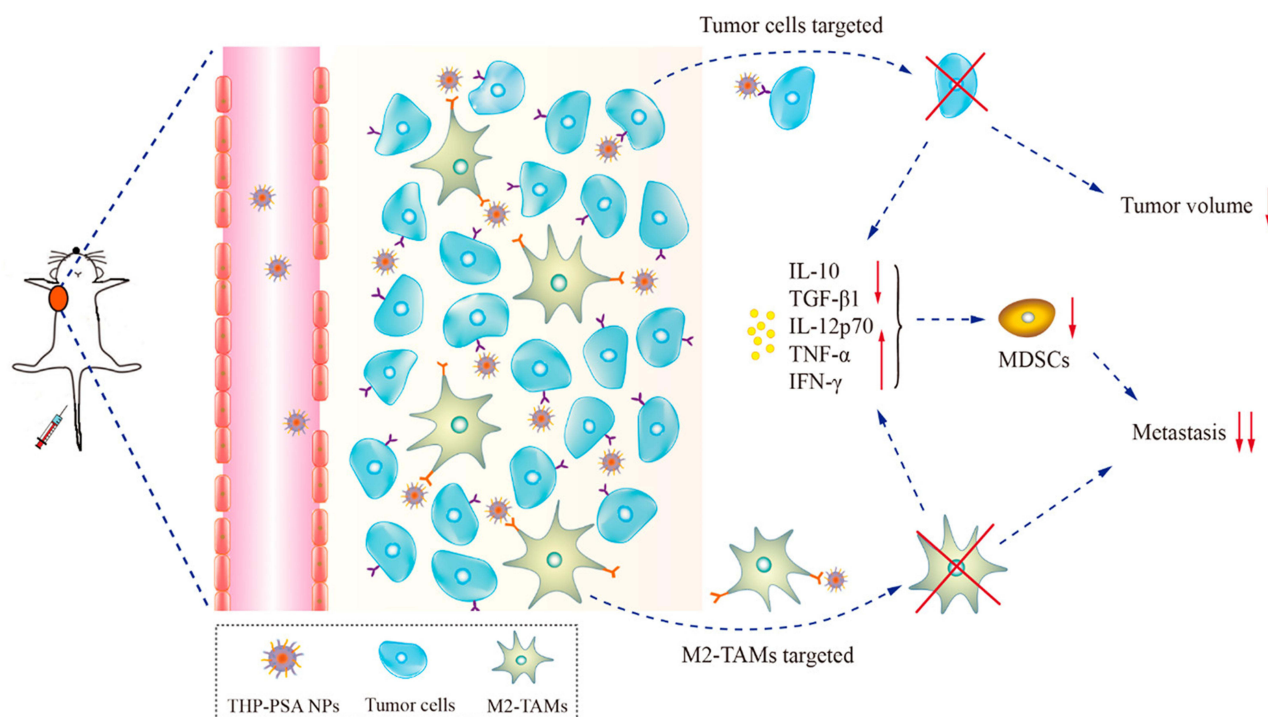 Tumor cells targeted
Tumor volume
IL-10
TGF-β1
IL-12p70
TNF-α
IFN-γ
MDSCs
Metastasis
M2-TAMs targeted
THP-PSA NPs
Tumor cells
M2-TAMs